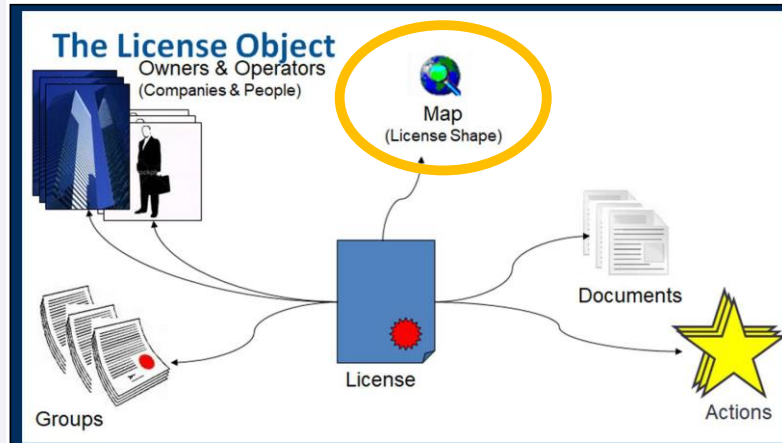 The License Object
Owners & Operators
(Companies & People)
Map
(License Shape)
Documents
License
Groups
Actions